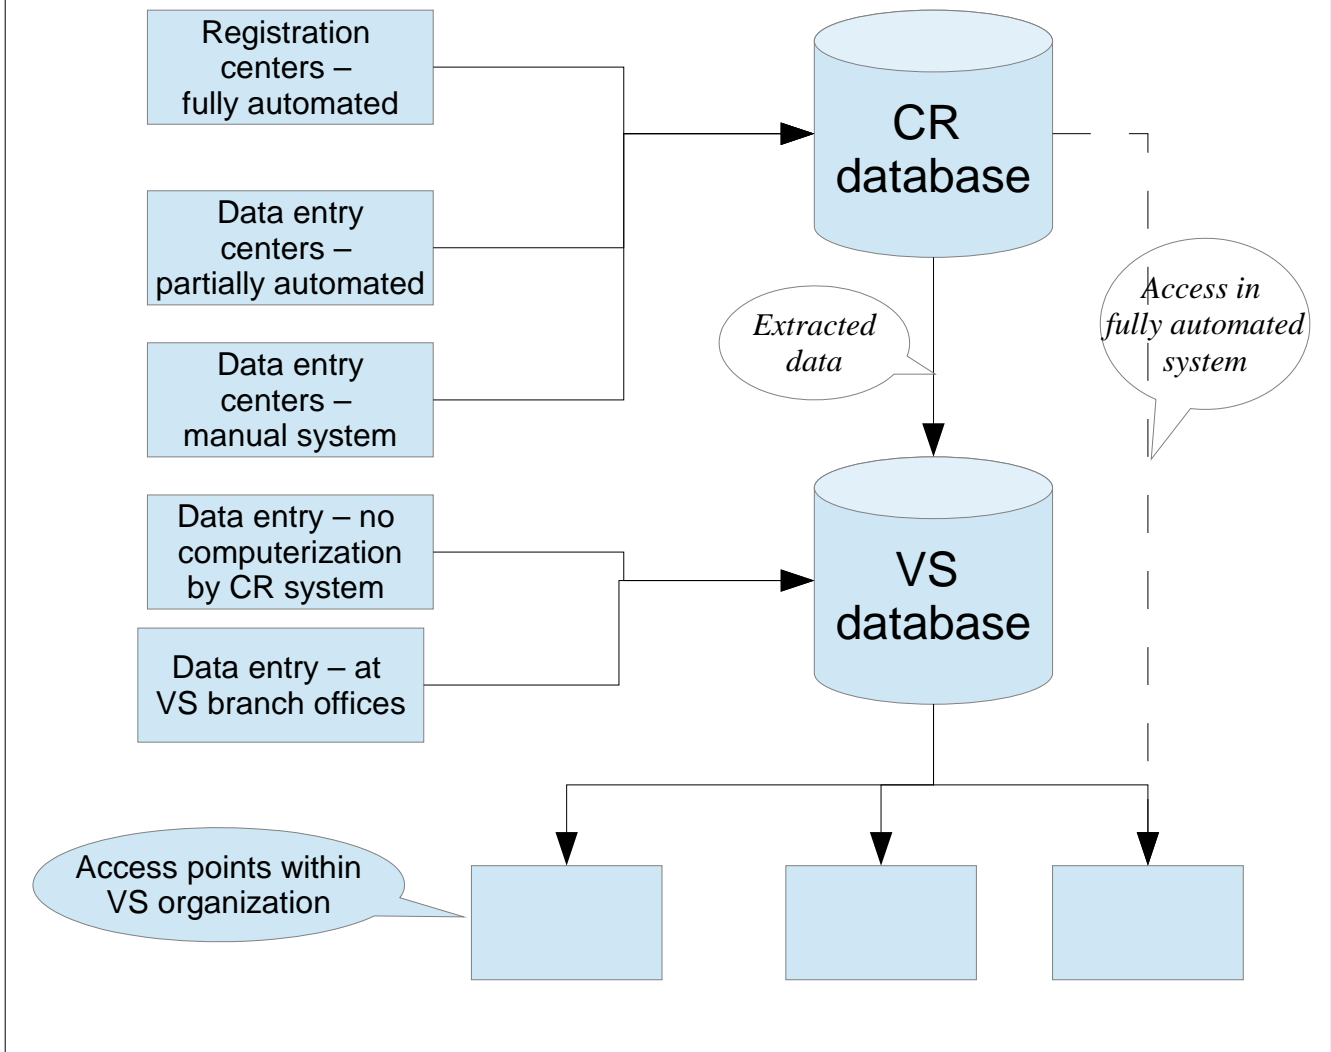 Registration
centers –
fully automated
CR
database
Data entry
centers –
partially automated
Access in
fully automated
system
Extracted
data
Data entry
centers –
manual system
Data entry – no
computerization
by CR system
VS
database
Data entry – at
VS branch offices
Access points within
VS organization